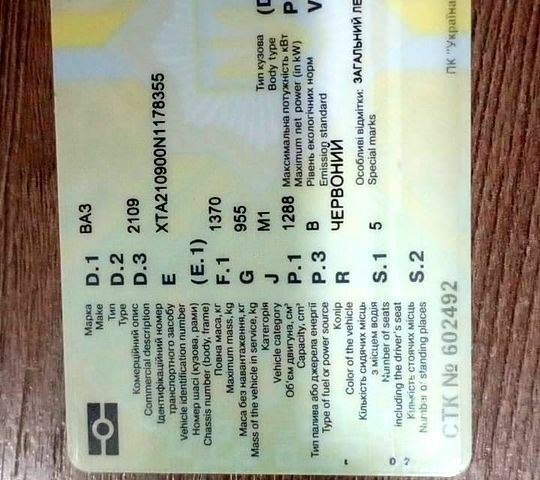 Марка
Make
D.1 ВАЗ
Тип
Type
D.2
Комерційний опис
Commercial description
D.3 2109
Ідентифікаційний номер
транспортного засобу
Vehicle identification number
E XTA210900N1178355
Номер шасі (кузова, рами)
Chassis number (body, frame)
(E.1)
Повна маса, кг
Maximum mass, kg
F.1 1370
Маса без навантаження, кг
Mass of the vehicle in service, kg
G 955
Категорія
Vehicle category
J M1
Тип кузова
Body type
Об'єм двигуна, см³
Capacity, cm³
P.1 1288
Максимальна потужність кВт
Maximum net power (in kW)
P
Тип палива або джерела енергії
Type of fuel or power source
P.3 B
Рівень екологічних норм
Emission standard
V
Колір
Color of the vehicle
R ЧЕРВОНИЙ
Кількість сидячих місць
з місцем водія
Number of seats
including the driver's seat
S.1 5
Особливі відмітки: ЗАГАЛЬНИЙ ЛЕ
Special marks
Кількість стоячих місць
Number of standing places
S.2
СТК № 602492
ПК "Україна